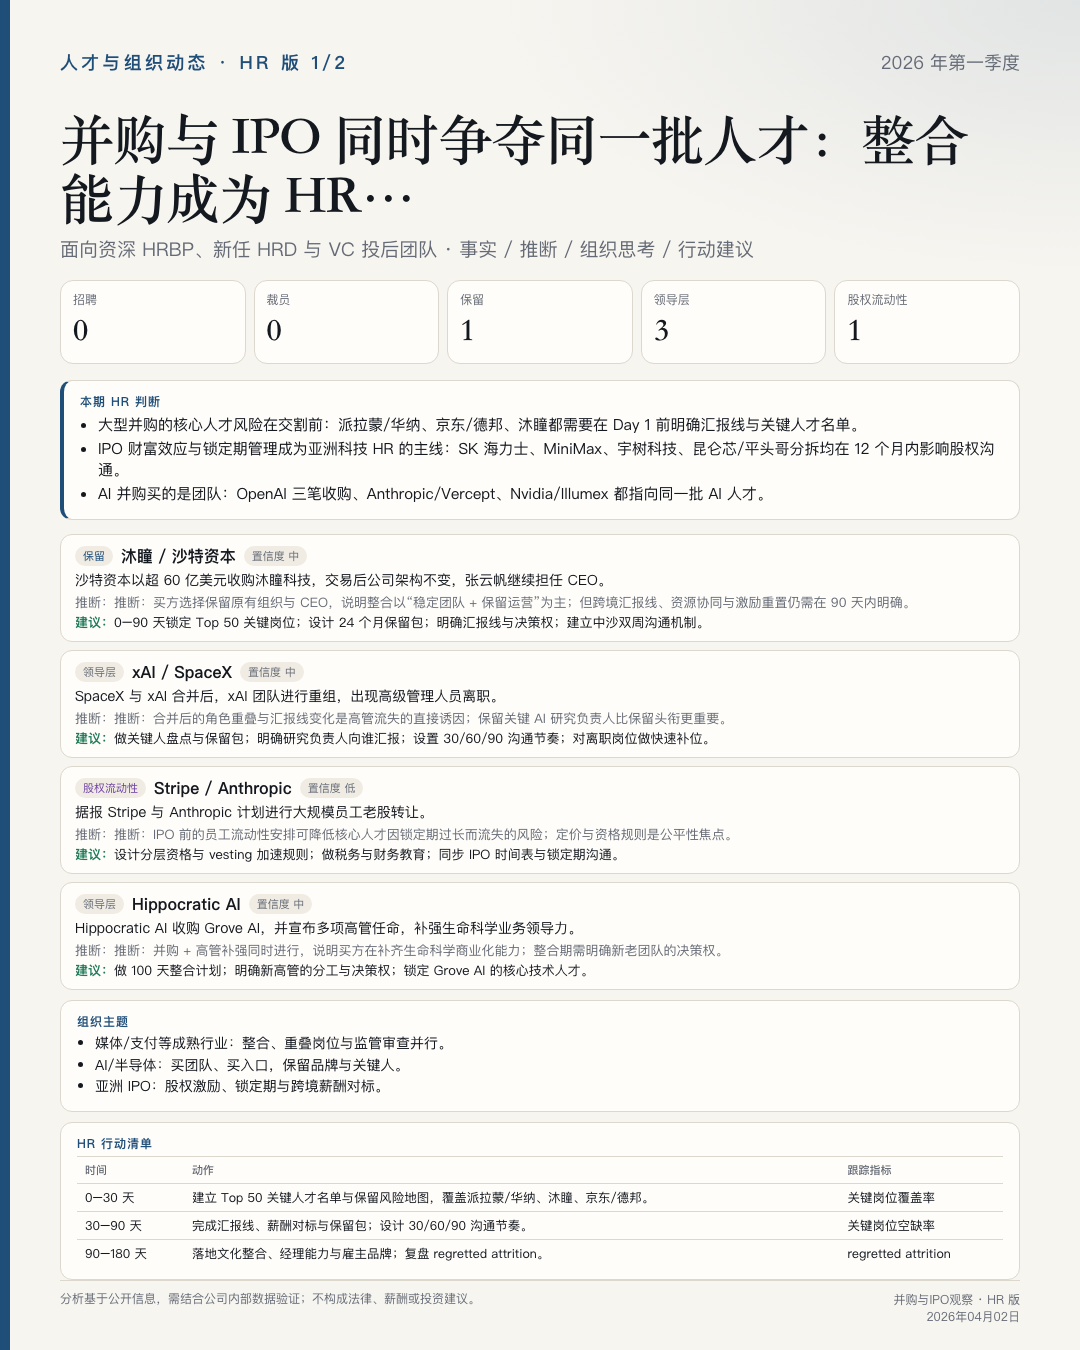 人才与组织动态 · HR 版 1/2
2026 年第一季度
并购与 IPO 同时争夺同一批人才：整合
能力成为 HR…
面向资深 HRBP、新任 HRD 与 VC 投后团队 · 事实 / 推断 / 组织思考 / 行动建议
招聘
0
裁员
0
保留
1
领导层
3
股权流动性
1
本期 HR 判断
• 大型并购的核心人才风险在交割前：派拉蒙/华纳、京东/德邦、沐瞳都需要在 Day 1 前明确汇报线与关键人才名单。
• IPO 财富效应与锁定期管理成为亚洲科技 HR 的主线：SK 海力士、MiniMax、宇树科技、昆仑芯/平头哥分拆均在 12 个月内影响股权沟
通。
• AI 并购买的是团队：OpenAI 三笔收购、Anthropic/Vercept、Nvidia/Illumex 都指向同一批 AI 人才。
保留 沐瞳 / 沙特资本 置信度 中
沙特资本以超 60 亿美元收购沐瞳科技，交易后公司架构不变，张云帆继续担任 CEO。
推断：推断：买方选择保留原有组织与 CEO，说明整合以“稳定团队 + 保留运营”为主；但跨境汇报线、资源协同与激励重置仍需在 90 天内明确。
建议：0–90 天锁定 Top 50 关键岗位；设计 24 个月保留包；明确汇报线与决策权；建立中沙双周沟通机制。
领导层 xAI / SpaceX 置信度 中
SpaceX 与 xAI 合并后，xAI 团队进行重组，出现高级管理人员离职。
推断：推断：合并后的角色重叠与汇报线变化是高管流失的直接诱因；保留关键 AI 研究负责人比保留头衔更重要。
建议：做关键人盘点与保留包；明确研究负责人向谁汇报；设置 30/60/90 沟通节奏；对离职岗位做快速补位。
股权流动性 Stripe / Anthropic 置信度 低
据报 Stripe 与 Anthropic 计划进行大规模员工老股转让。
推断：推断：IPO 前的员工流动性安排可降低核心人才因锁定期过长而流失的风险；定价与资格规则是公平性焦点。
建议：设计分层资格与 vesting 加速规则；做税务与财务教育；同步 IPO 时间表与锁定期沟通。
领导层 Hippocratic AI 置信度 中
Hippocratic AI 收购 Grove AI，并宣布多项高管任命，补强生命科学业务领导力。
推断：推断：并购 + 高管补强同时进行，说明买方在补齐生命科学商业化能力；整合期需明确新老团队的决策权。
建议：做 100 天整合计划；明确新高管的分工与决策权；锁定 Grove AI 的核心技术人才。
组织主题
• 媒体/支付等成熟行业：整合、重叠岗位与监管审查并行。
• AI/半导体：买团队、买入口，保留品牌与关键人。
• 亚洲 IPO：股权激励、锁定期与跨境薪酬对标。
HR 行动清单
时间 动作 跟踪指标
0–30 天 建立 Top 50 关键人才名单与保留风险地图，覆盖派拉蒙/华纳、沐瞳、京东/德邦。 关键岗位覆盖率
30–90 天 完成汇报线、薪酬对标与保留包；设计 30/60/90 沟通节奏。 关键岗位空缺率
90–180 天 落地文化整合、经理能力与雇主品牌；复盘 regretted attrition。 regretted attrition
分析基于公开信息，需结合公司内部数据验证；不构成法律、薪酬或投资建议。
并购与IPO观察 · HR 版
2026年04月02日